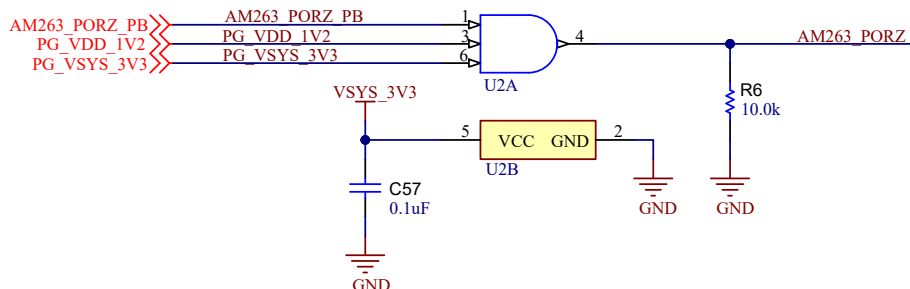 AM263_PORZ_PB AM263_PORZ_PB 1
PG_VDD_1V2 PG_VDD_1V2 3 4 AM263_PORZ
PG_VSYS_3V3 PG_VSYS_3V3 6
U2A
VSYS_3V3
R6
10.0k
5 VCC GND 2
U2B
C57
0.1uF
GND
GND
GND